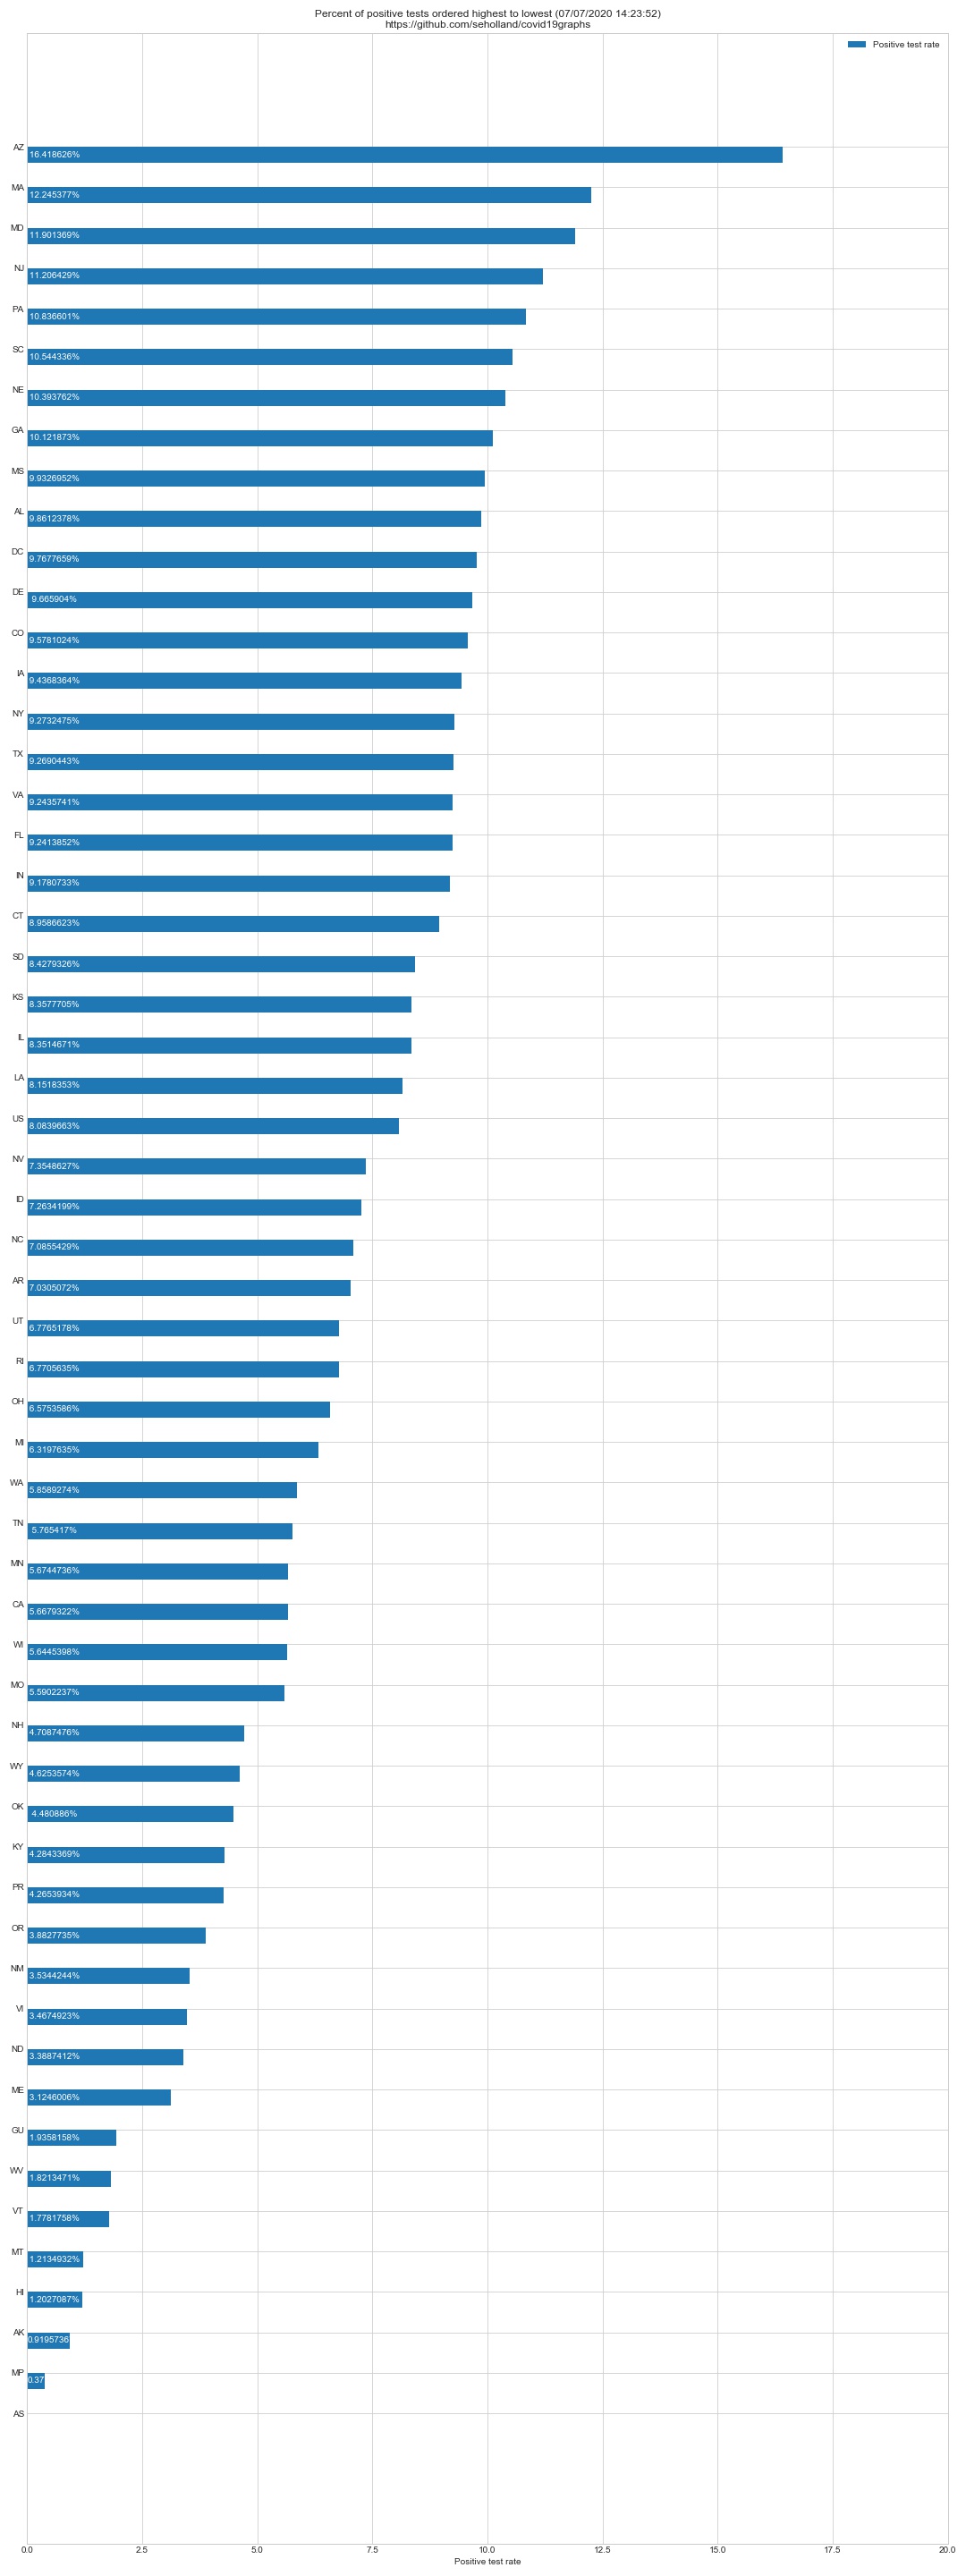 Percent of positive tests ordered highest to lowest (07/07/2020 14:23:52)
https://github.com/seholland/covid19graphs
Positive test rate
AZ 16.418626%
MA 12.245377%
MD 11.901369%
NJ 11.206429%
PA 10.836601%
SC 10.544336%
NE 10.393762%
GA 10.121873%
MS 9.9326952%
AL 9.8612378%
DC 9.7677659%
DE 9.665904%
CO 9.5781024%
IA 9.4368364%
NY 9.2732475%
TX 9.2690443%
VA 9.2435741%
FL 9.2413852%
IN 9.1780733%
CT 8.9586623%
SD 8.4279326%
KS 8.3577705%
IL 8.3514671%
LA 8.1518353%
US 8.0839663%
NV 7.3548627%
ID 7.2634199%
NC 7.0855429%
AR 7.0305072%
UT 6.7765178%
RI 6.7705635%
OH 6.5753586%
MI 6.3197635%
WA 5.8589274%
TN 5.765417%
MN 5.6744736%
CA 5.6679322%
WI 5.6445398%
MO 5.5902237%
NH 4.7087476%
WY 4.6253574%
OK 4.480886%
KY 4.2843369%
PR 4.2653934%
OR 3.8827735%
NM 3.5344244%
VI 3.4674923%
ND 3.3887412%
ME 3.1246006%
GU 1.9358158%
WV 1.8213471%
VT 1.7781758%
MT 1.2134932%
HI 1.2027087%
AK 0.9195736
MP 0.37
AS
0.0 2.5 5.0 7.5 10.0 12.5 15.0 17.5 20.0
Positive test rate